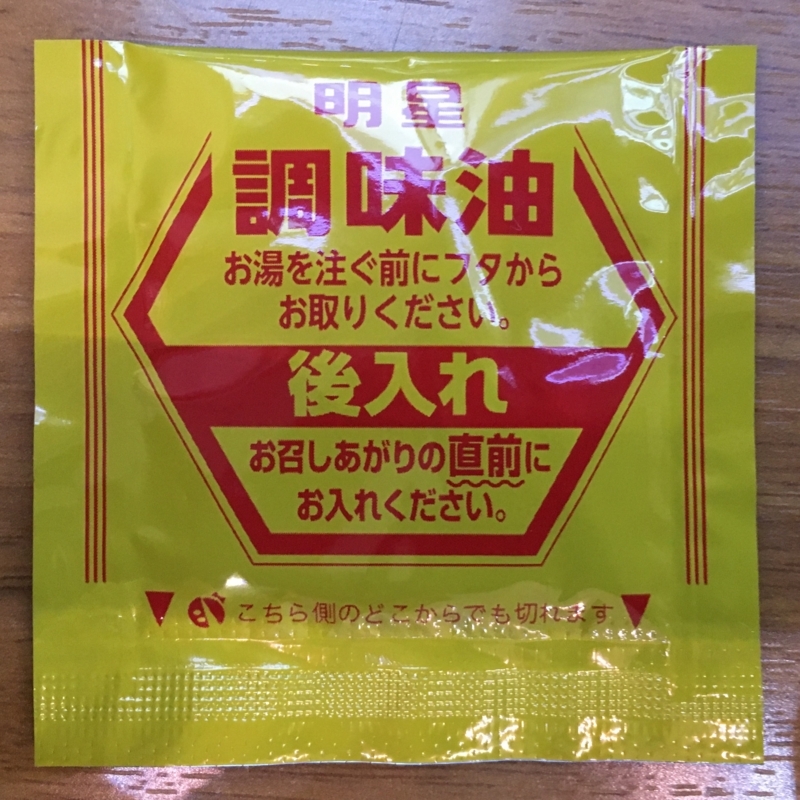 明星
調味油
お湯を注ぐ前にフタから
お取りください。
後入れ
お召しあがりの直前に
お入れください。
こちら側のどこからでも切れます